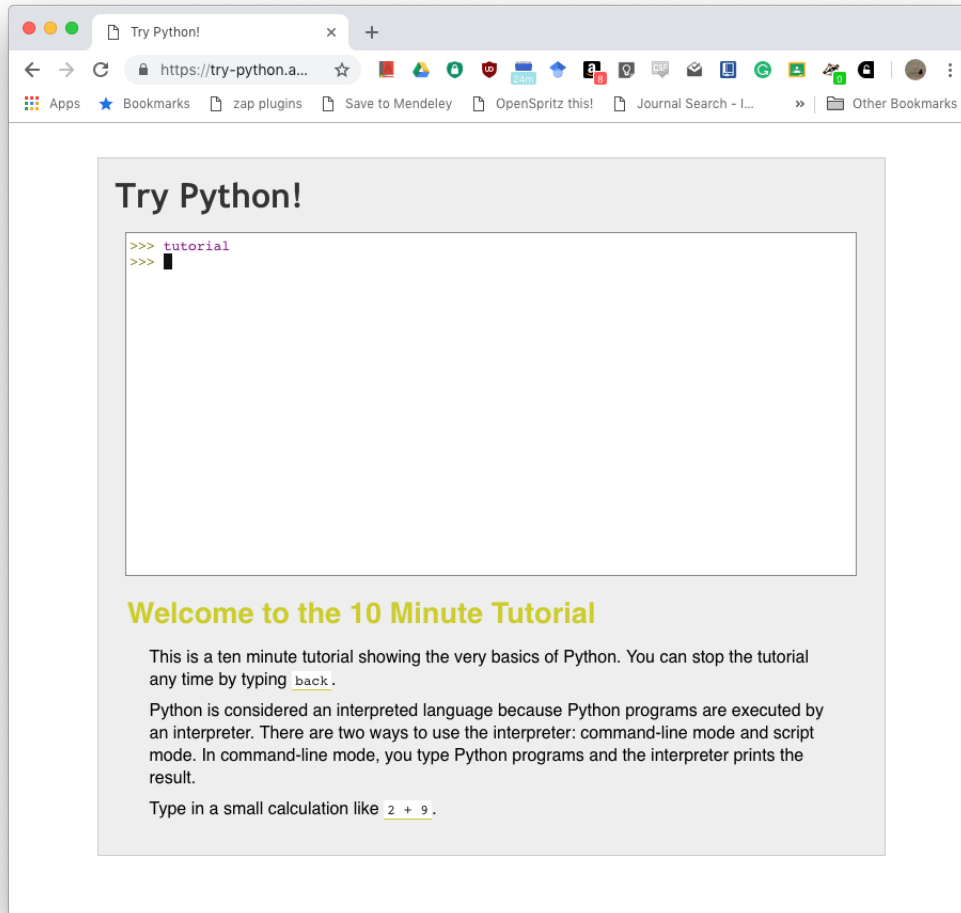 Try Python!
https://try-python.a...
24m
8
0
Apps Bookmarks zap plugins Save to Mendeley OpenSpritz this! Journal Search - I... » Other Bookmarks
Try Python!
>>> tutorial
>>>
Welcome to the 10 Minute Tutorial
This is a ten minute tutorial showing the very basics of Python. You can stop the tutorial
any time by typing back.
Python is considered an interpreted language because Python programs are executed by
an interpreter. There are two ways to use the interpreter: command-line mode and script
mode. In command-line mode, you type Python programs and the interpreter prints the
result.
Type in a small calculation like 2 + 9.